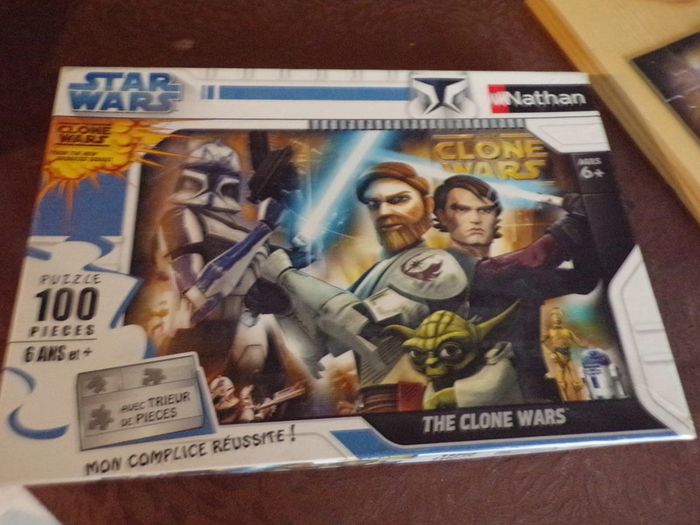 STAR
WARS
Nathan
CLONE
WARS
CLONE
WARS
AGES
6+
PUZZLE
100
PIECES
6 ANS et +
AVEC TRIEUR
DE PIECES
MON COMPLICE RÉUSSITE !
THE CLONE WARS